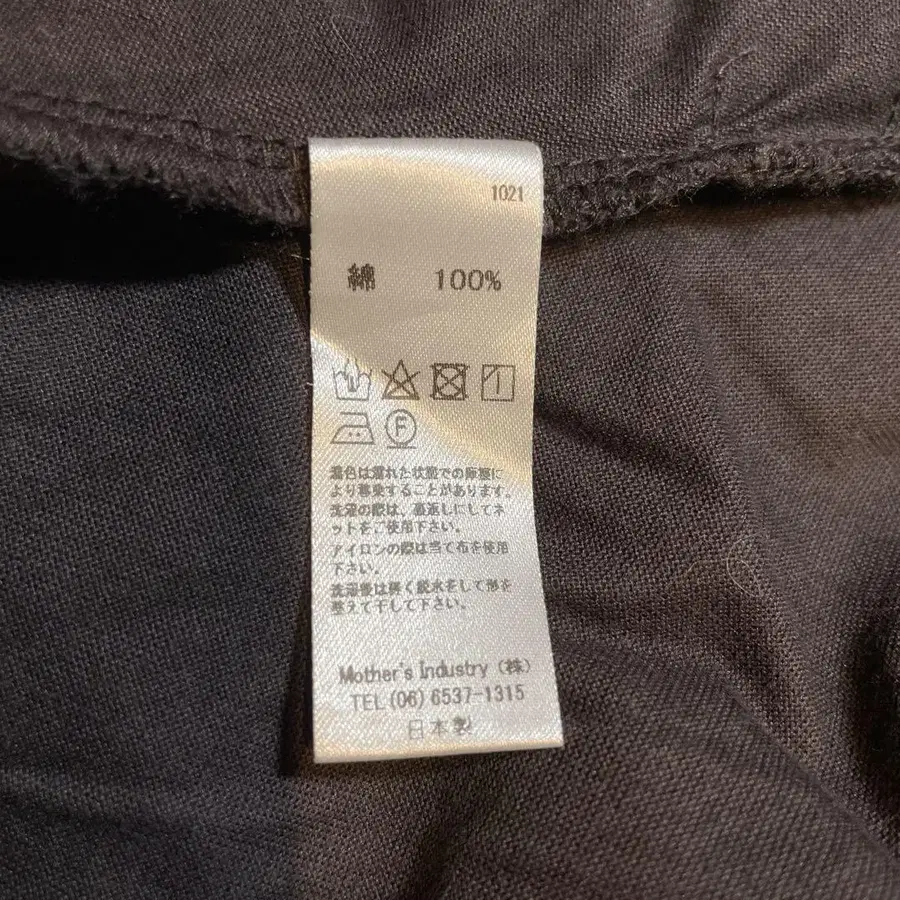 1021
綿 100%
F
濃色は濡れた状態での摩擦に
より移染することがあります。
洗濯の際は、裏返しにしてネ
ットをご使用下さい。
アイロンの際は当て布を使用
下さい。
洗濯後は軽く脱水をして形を
整えて干して下さい。
Mother's Industry (株)
TEL (06) 6537-1315
日本製